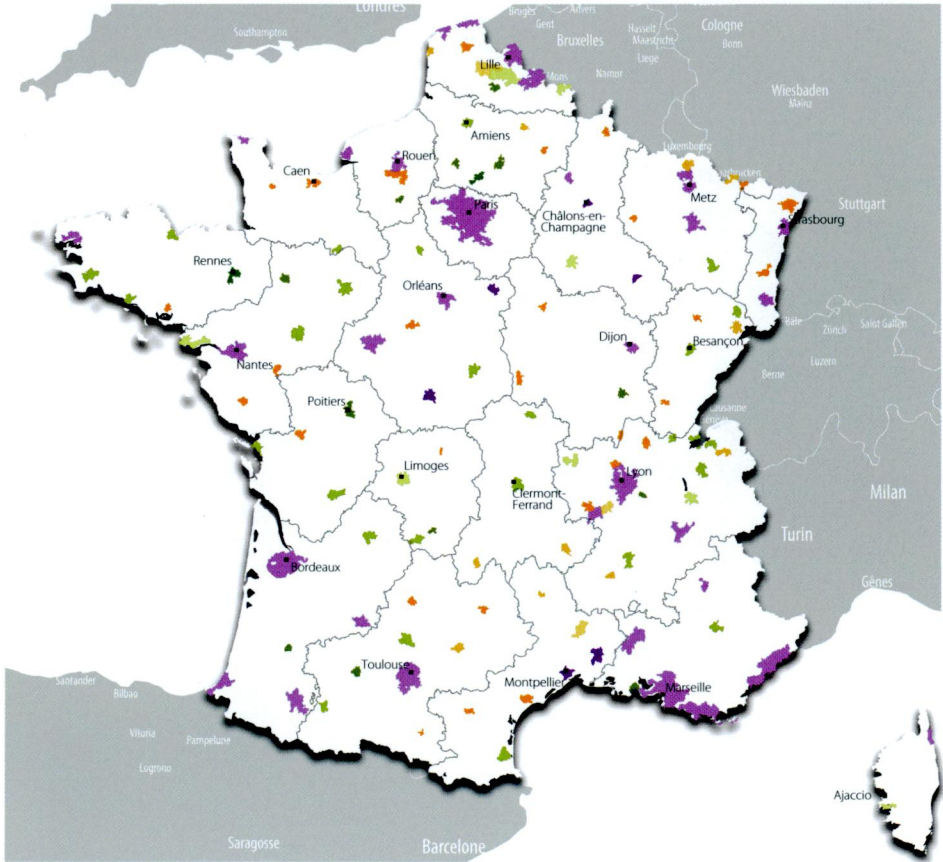 Londres
Southampton
Bruges
Anvers
Gent
Bruxelles
Hasselt
Maastricht
Liege
Cologne
Bonn
Lille
Mons
Namur
Wiesbaden
Mainz
Amiens
Luxembourg
Rouen
Caen
Saarbrucken
Metz
Paris
Châlons-en-
Champagne
Stuttgart
Strasbourg
Rennes
Orléans
Dijon
Besançon
Bâle
Zürich
Saint Gallen
Nantes
Luzern
Berne
Poitiers
Lausanne
Limoges
Lyon
Clermont-
Ferrand
Milan
Turin
Bordeaux
Gênes
Toulouse
Montpellier
Marseille
Santander
Bilbao
Vitoria
Pampelune
Logrono
Ajaccio
Saragosse
Barcelone